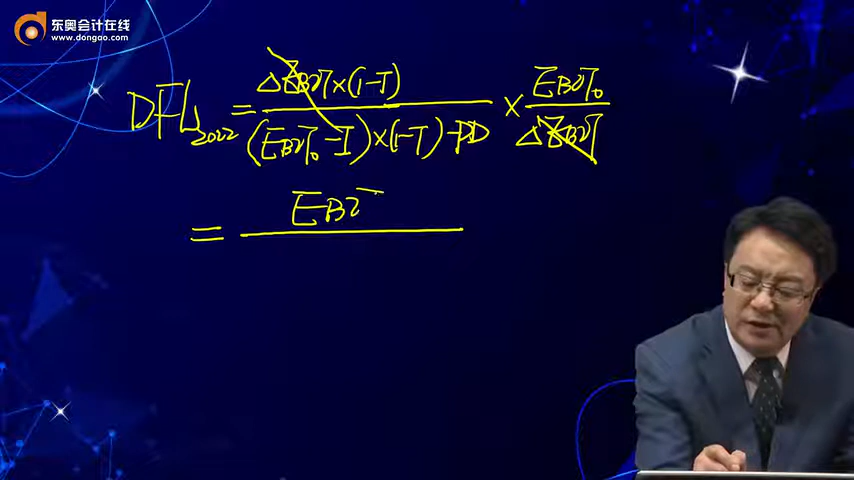 东奥会计在线
www.dongao.com
DFL2022 = ΔEBIT×(1-T) / (EBIT0-I)×(1-T)-PD × EBIT0 / ΔEBIT
= EBIT